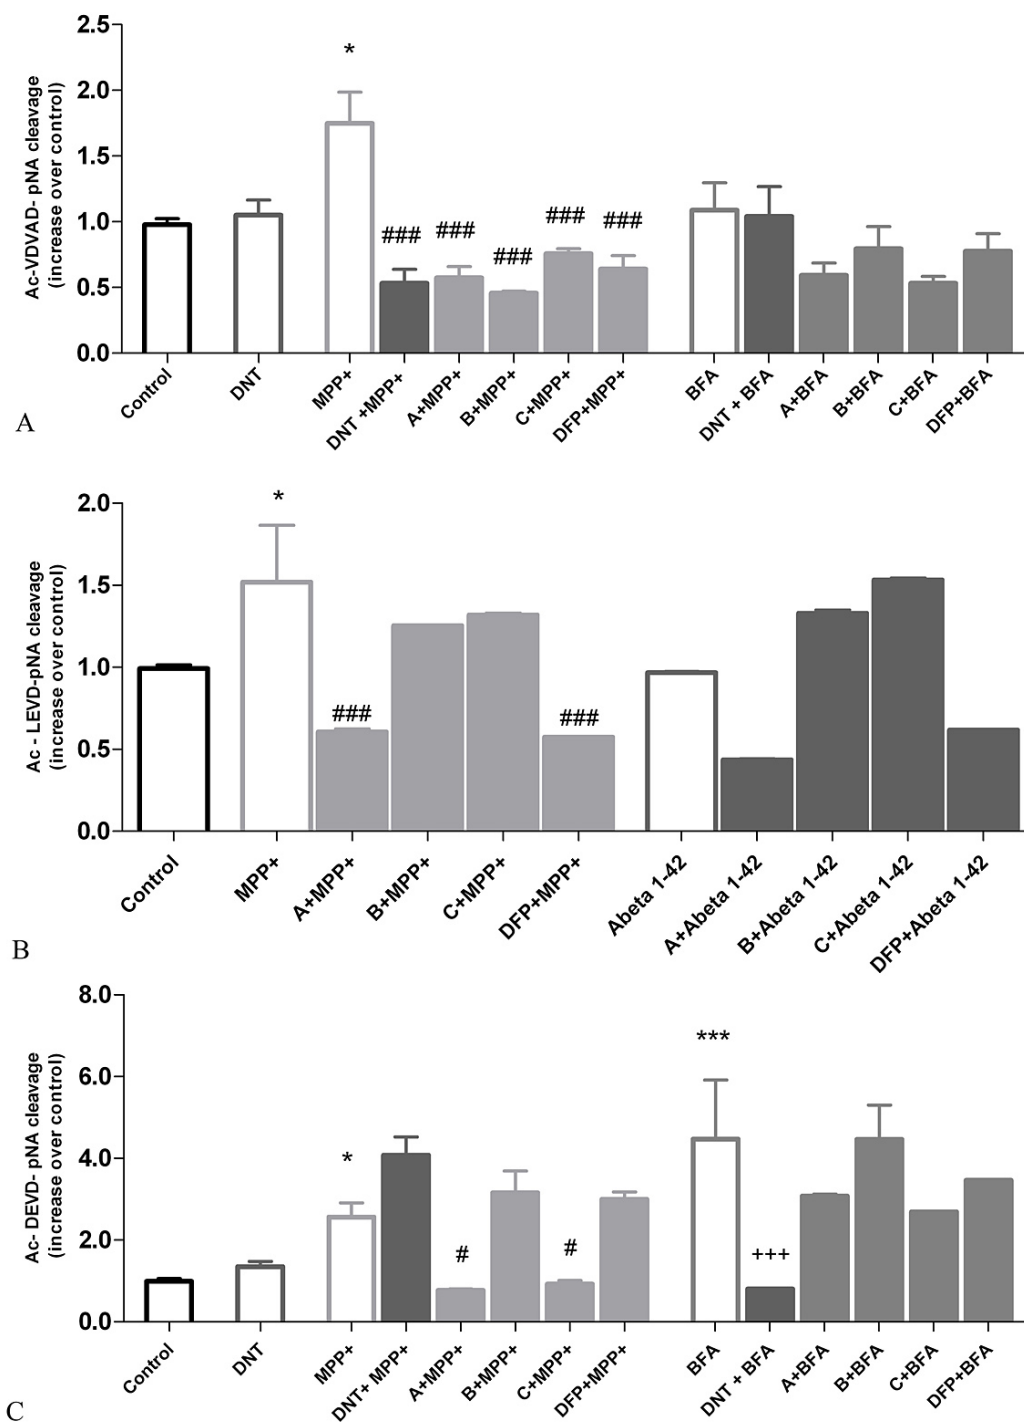 2.5
2.0
1.5
1.0
0.5
0.0
Ac-VDVAD- pNA cleavage
(increase over control)
*
###
###
###
###
###
Control
DNT
MPP+
DNT +MPP+
A+MPP+
B+MPP+
C+MPP+
DFP+MPP+
BFA
DNT + BFA
A+BFA
B+BFA
C+BFA
DFP+BFA
A
2.0
1.5
1.0
0.5
0.0
Ac - LEVD-pNA cleavage
(increase over control)
*
###
###
Control
MPP+
A+MPP+
B+MPP+
C+MPP+
DFP+MPP+
Abeta 1-42
A+Abeta 1-42
B+Abeta 1-42
C+Abeta 1-42
DFP+Abeta 1-42
B
8.0
6.0
4.0
2.0
0.0
Ac- DEVD- pNA cleavage
(increase over control)
*
#
#
***
+++
Control
DNT
MPP+
DNT+ MPP+
A+MPP+
B+MPP+
C+MPP+
DFP+MPP+
BFA
DNT + BFA
A+BFA
B+BFA
C+BFA
DFP+BFA
C